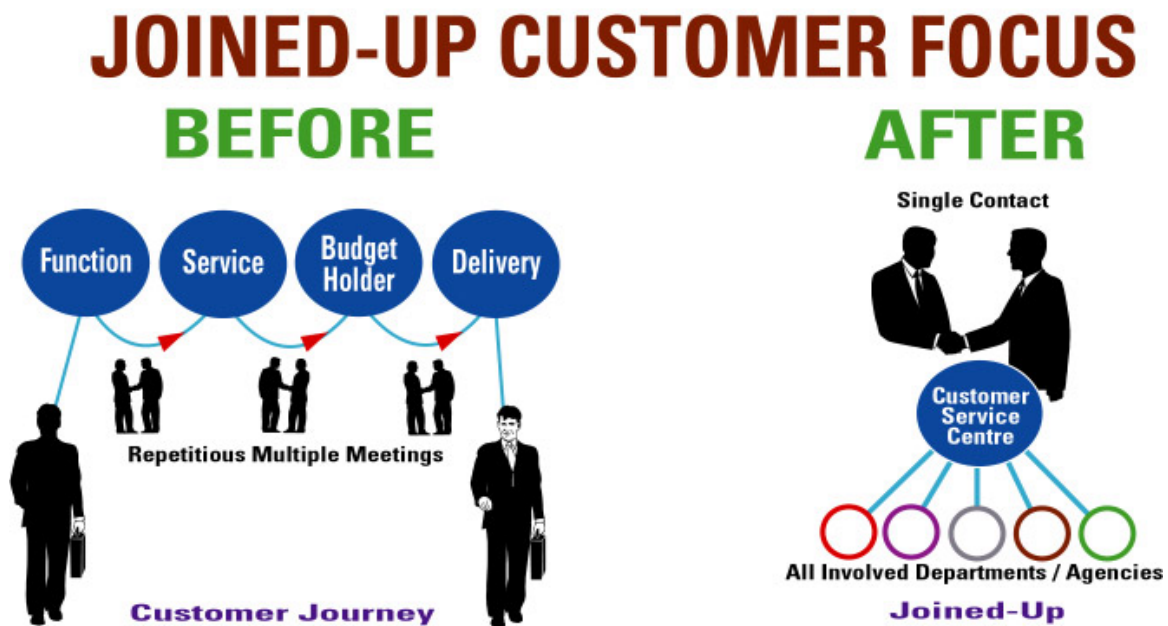 JOINED-UP CUSTOMER FOCUS
BEFORE
Function
Service
Budget
Holder
Delivery
Repetitious Multiple Meetings
Customer Journey
AFTER
Single Contact
Customer
Service
Centre
All Involved Departments / Agencies
Joined-Up